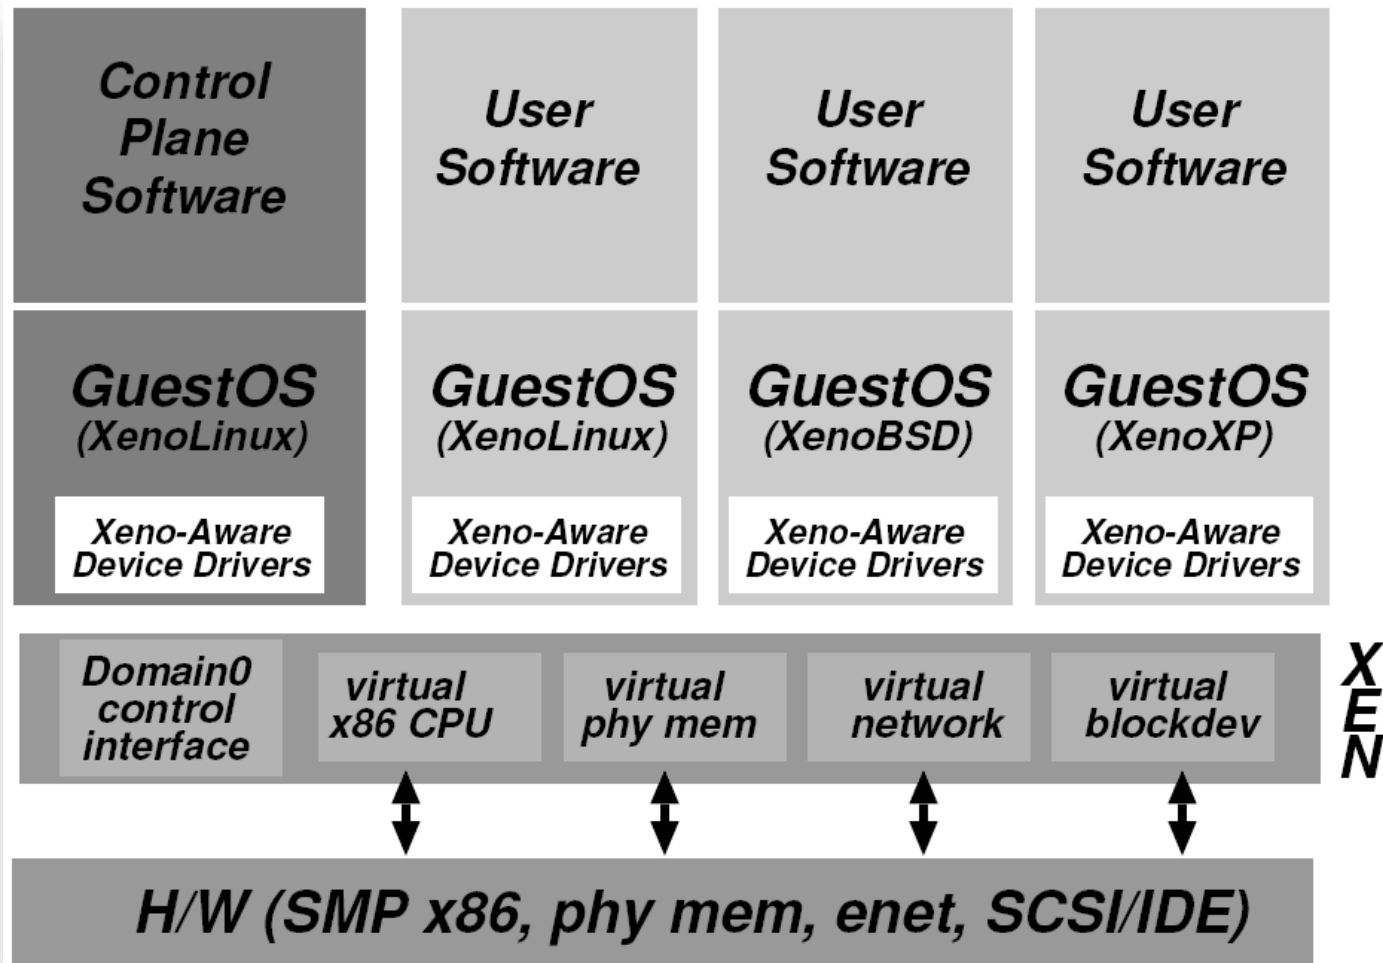 Control
Plane
Software
User
Software
User
Software
User
Software
GuestOS
(XenoLinux)
GuestOS
(XenoLinux)
GuestOS
(XenoBSD)
GuestOS
(XenoXP)
Xeno-Aware
Device Drivers
Xeno-Aware
Device Drivers
Xeno-Aware
Device Drivers
Xeno-Aware
Device Drivers
Domain0
control
interface
virtual
x86 CPU
virtual
phy mem
virtual
network
virtual
blockdev
X
E
N
H/W (SMP x86, phy mem, enet, SCSI/IDE)